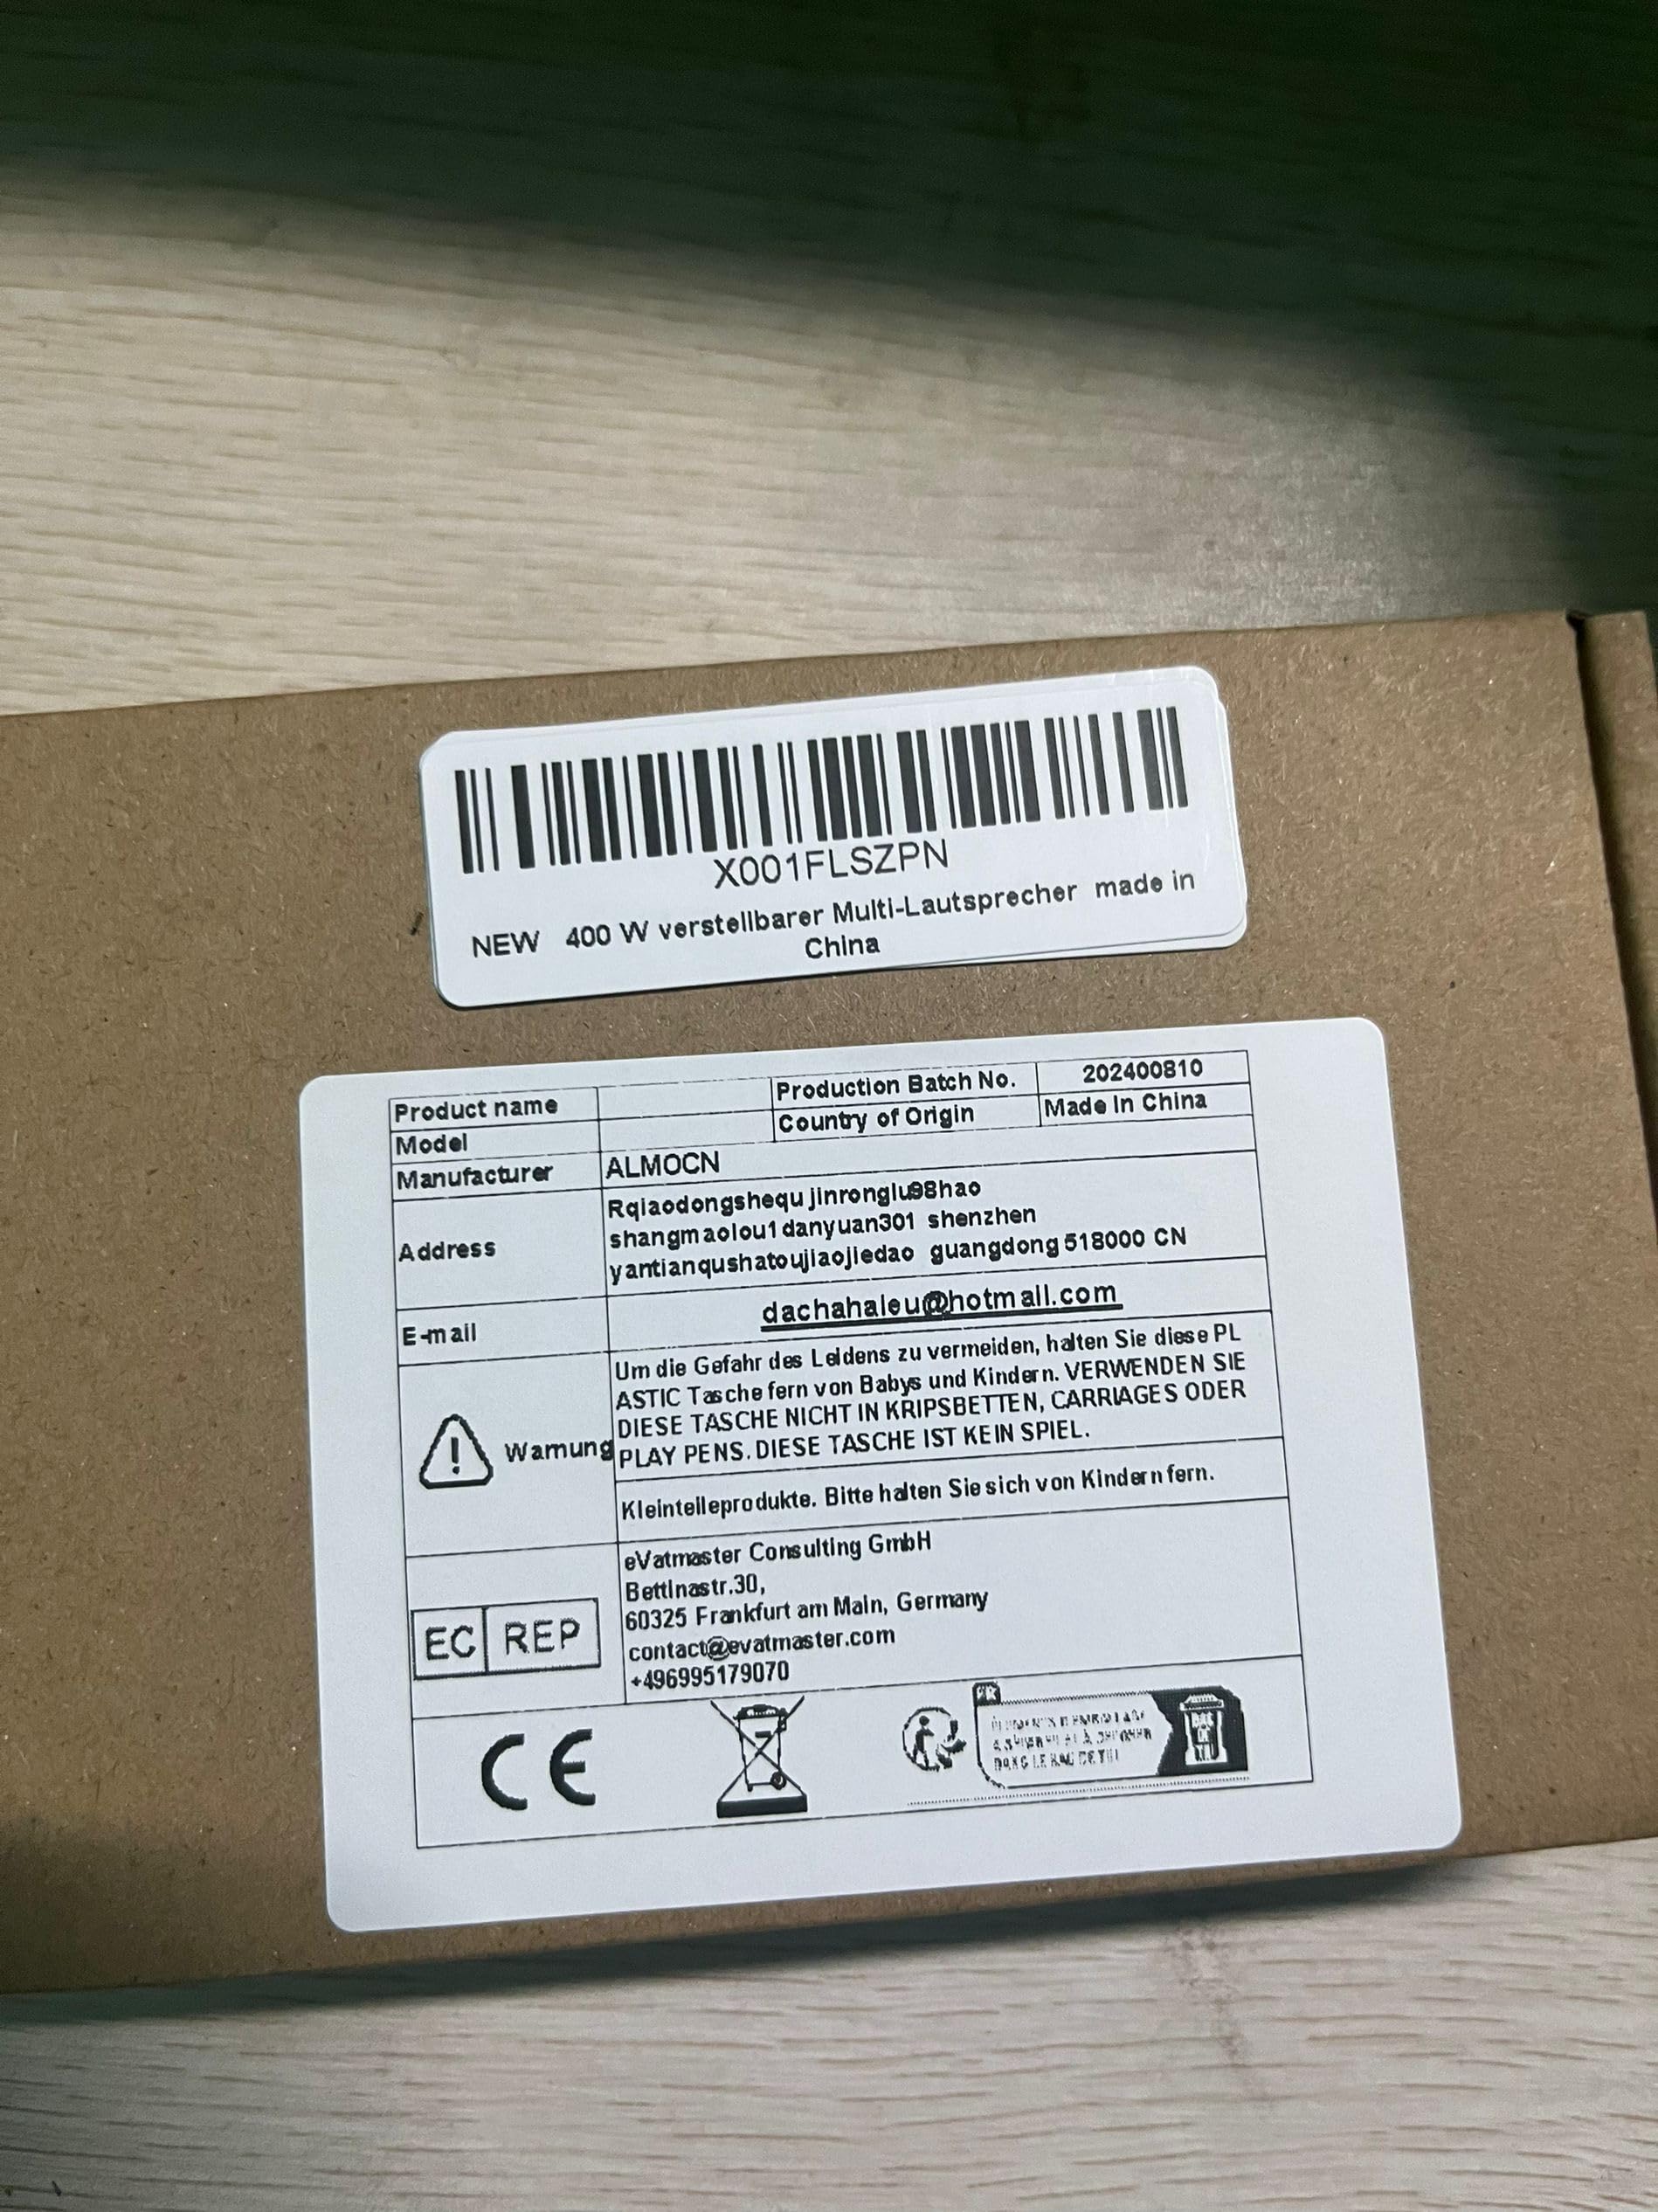 X001FLSZPN
NEW 400 W verstellbarer Multi-Lautsprecher made in
China
Product name
Production Batch No. 202400810
Model
Country of Origin Made In China
Manufacturer ALMOCN
Address
Rqiaodongshequ jinronglu98hao
shangmaolou1danyuan301 shenzhen
yantianqushatoujiaojiedao guangdong 518000 CN
E-mail
dachahaleu@hotmail.com
Warnung
Um die Gefahr des Leidens zu vermeiden, halten Sie diese PL
ASTIC Tasche fern von Babys und Kindern. VERWENDEN SIE
DIESE TASCHE NICHT IN KRIPSBETTEN, CARRIAGES ODER
PLAY PENS. DIESE TASCHE IST KEIN SPIEL.
Kleinteileprodukte. Bitte halten Sie sich von Kindern fern.
EC REP
eVatmaster Consulting GmbH
Bettinastr.30,
60325 Frankfurt am Main, Germany
contact@evatmaster.com
+496995179070
CE
FR